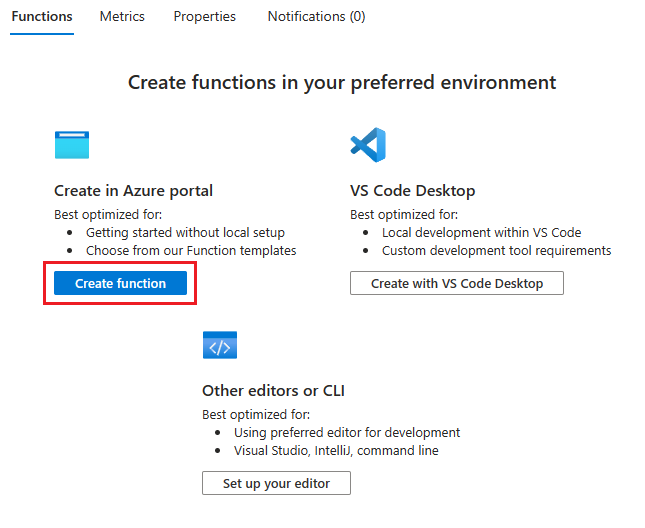 Functions Metrics Properties Notifications (0)
Create functions in your preferred environment
Create in Azure portal
Best optimized for:
• Getting started without local setup
• Choose from our Function templates
Create function
VS Code Desktop
Best optimized for:
• Local development within VS Code
• Custom development tool requirements
Create with VS Code Desktop
Other editors or CLI
Best optimized for:
• Using preferred editor for development
• Visual Studio, IntelliJ, command line
Set up your editor